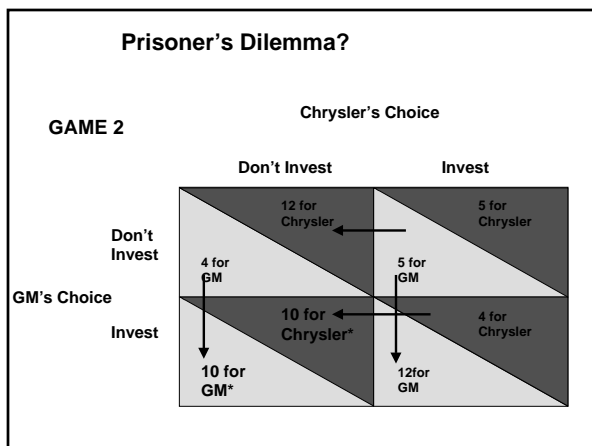 Prisoner’s Dilemma?
Chrysler’s Choice
GAME 2
Don’t Invest
Invest
12 for
Chrysler
5 for
Chrysler
Don’t
Invest
4 for
GM
5 for
GM
GM’s Choice
Invest
10 for
Chrysler*
4 for
Chrysler
10 for
GM*
12for
GM